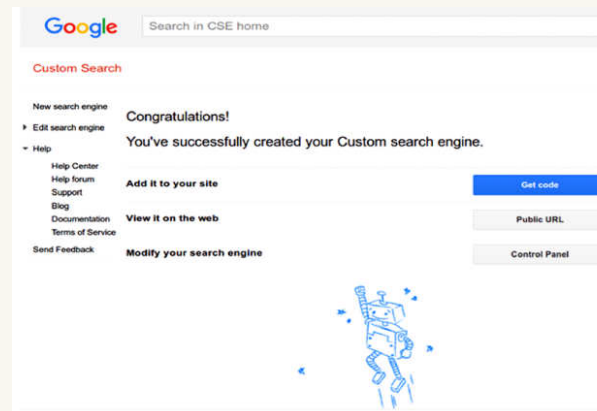 Google
Search in CSE home
Custom Search
New search engine
Edit search engine
Help
Help Center
Help forum
Support
Blog
Documentation
Terms of Service
Send Feedback
Congratulations!
You've successfully created your Custom search engine.
Add it to your site
Get code
View it on the web
Public URL
Modify your search engine
Control Panel